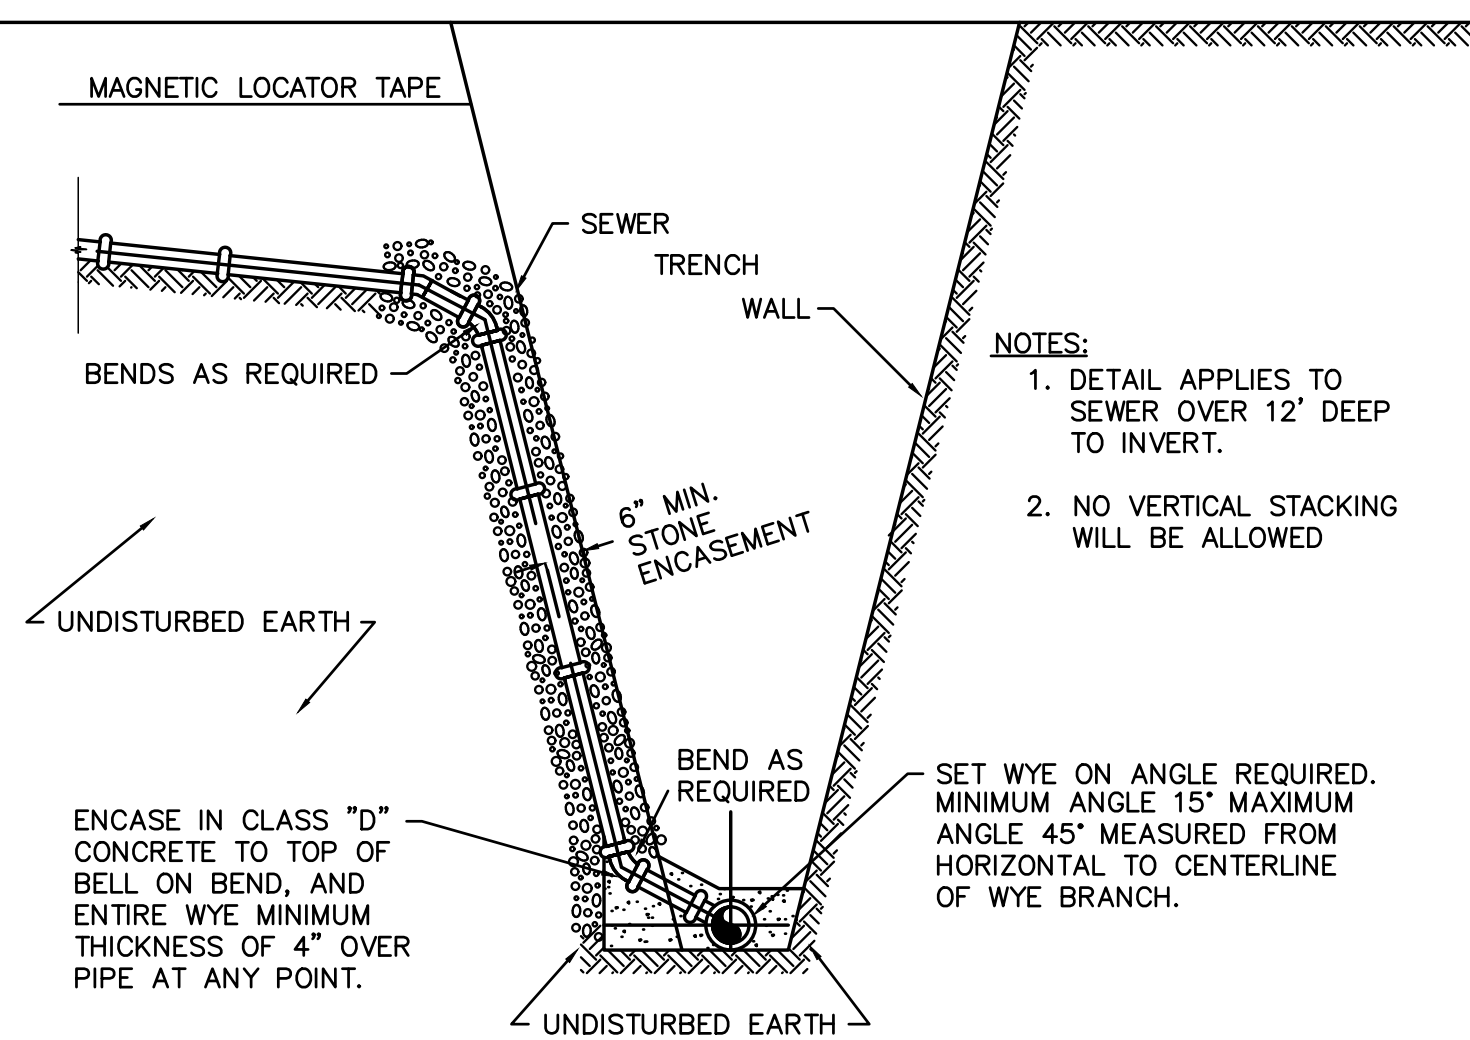 MAGNETIC LOCATOR TAPE
SEWER
TRENCH
WALL
BENDS AS REQUIRED
NOTES:
1. DETAIL APPLIES TO
SEWER OVER 12' DEEP
TO INVERT.
2. NO VERTICAL STACKING
WILL BE ALLOWED
6" MIN.
STONE
ENCASEMENT
UNDISTURBED EARTH
BEND AS
REQUIRED
SET WYE ON ANGLE REQUIRED.
MINIMUM ANGLE 15° MAXIMUM
ANGLE 45° MEASURED FROM
HORIZONTAL TO CENTERLINE
OF WYE BRANCH.
ENCASE IN CLASS "D"
CONCRETE TO TOP OF
BELL ON BEND, AND
ENTIRE WYE MINIMUM
THICKNESS OF 4" OVER
PIPE AT ANY POINT.
UNDISTURBED EARTH